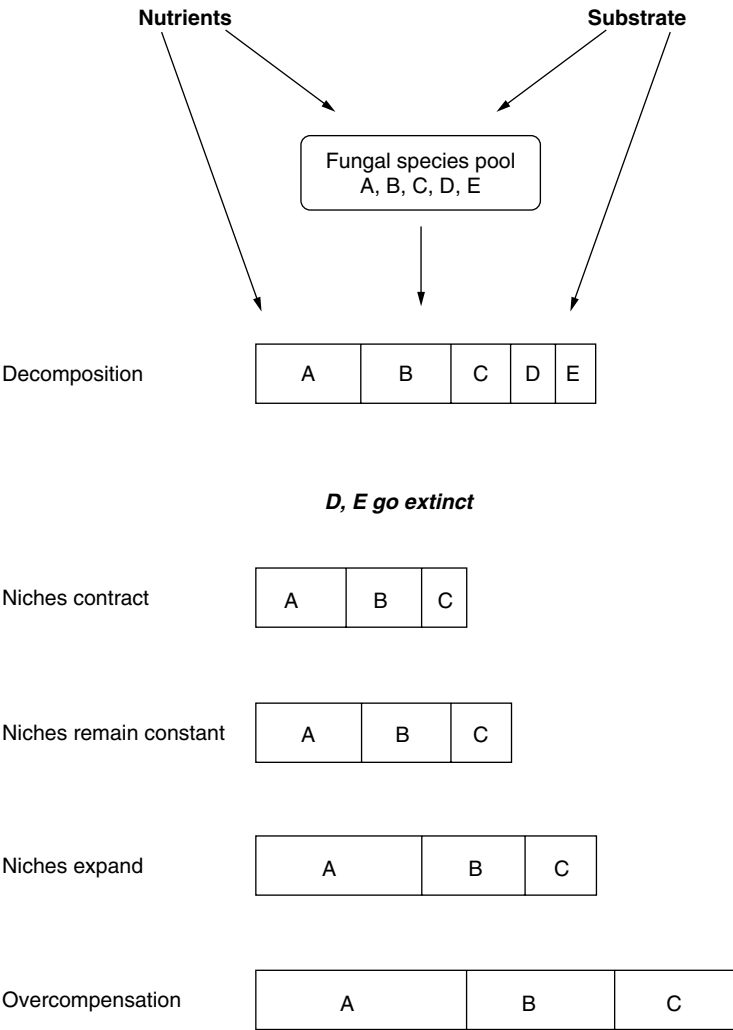 Nutrients Substrate
Fungal species pool
A, B, C, D, E
Decomposition A B C D E
D, E go extinct
Niches contract A B C
Niches remain constant A B C
Niches expand A B C
Overcompensation A B C